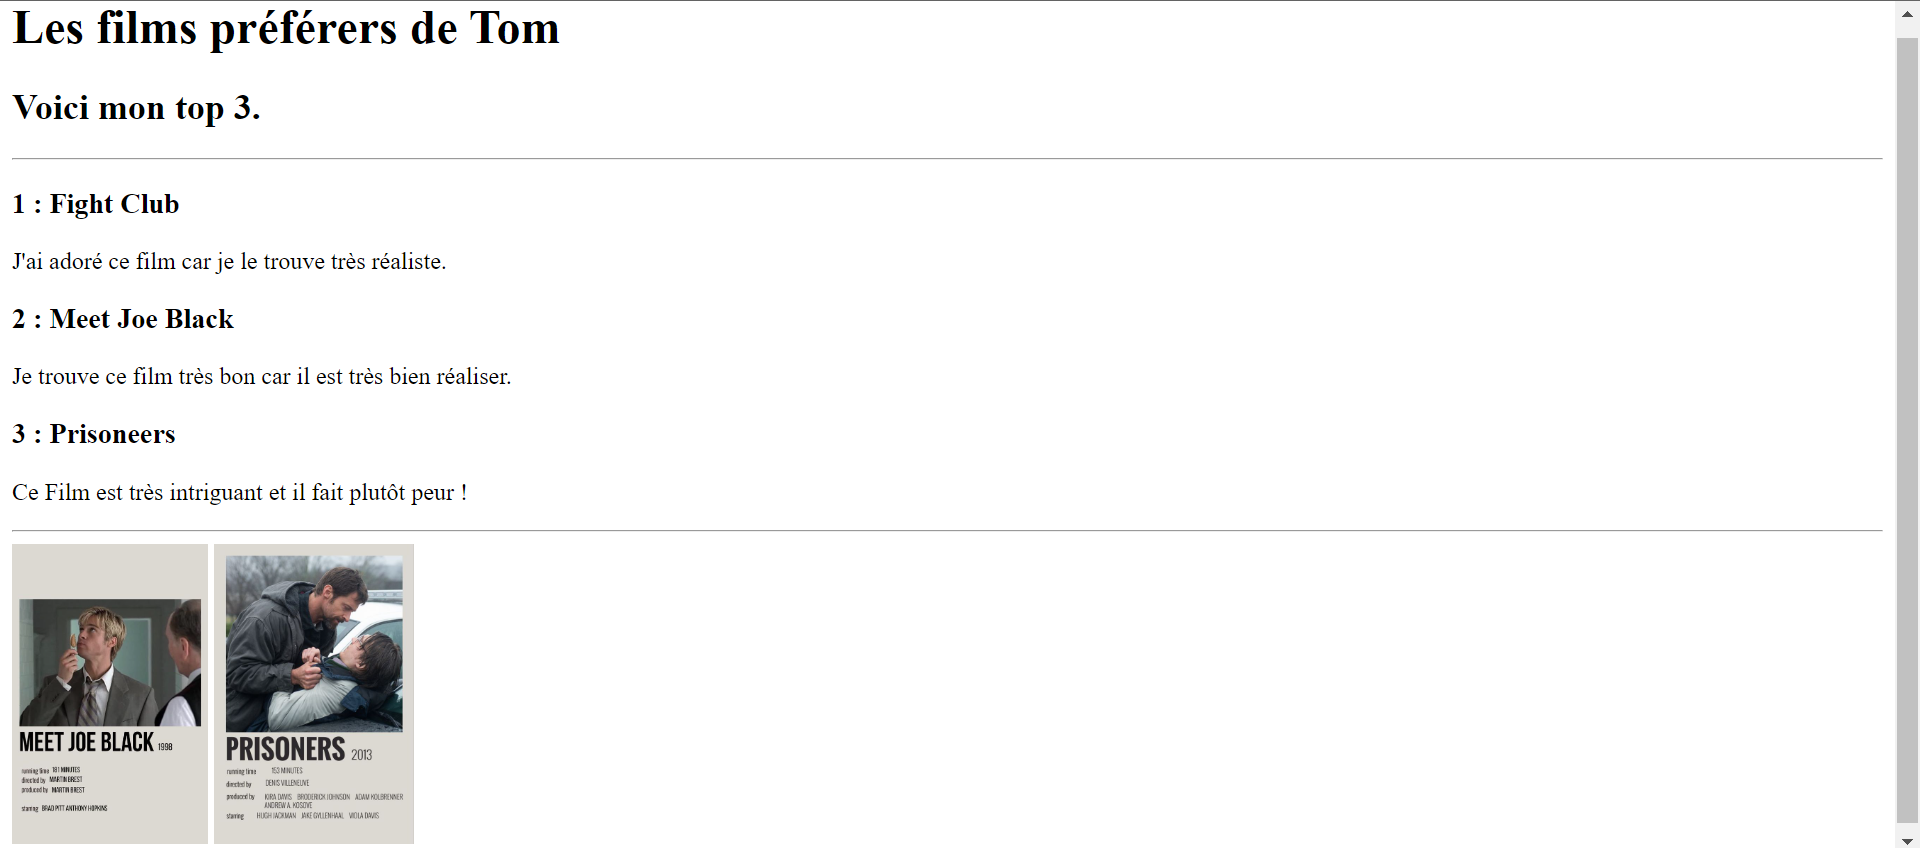 Les films préférers de Tom
Voici mon top 3.
1 : Fight Club
J'ai adoré ce film car je le trouve très réaliste.
2 : Meet Joe Black
Je trouve ce film très bon car il est très bien réaliser.
3 : Prisoneers
Ce Film est très intriguant et il fait plutôt peur !
MEET JOE BLACK 1998
running time 181 MINUTES
directed by MARTIN BREST
produced by MARTIN BREST
starring BRAD PITT ANTHONY HOPKINS
PRISONERS 2013
running time 153 MINUTES
directed by DENIS VILLENEUVE
produced by KIRA DAVIS BRODERICK JOHNSON ADAM KOLBRENNER
ANDREW A. KOSOVE
starring HUGH JACKMAN JAKE GYLLENHAAL VIOLA DAVIS